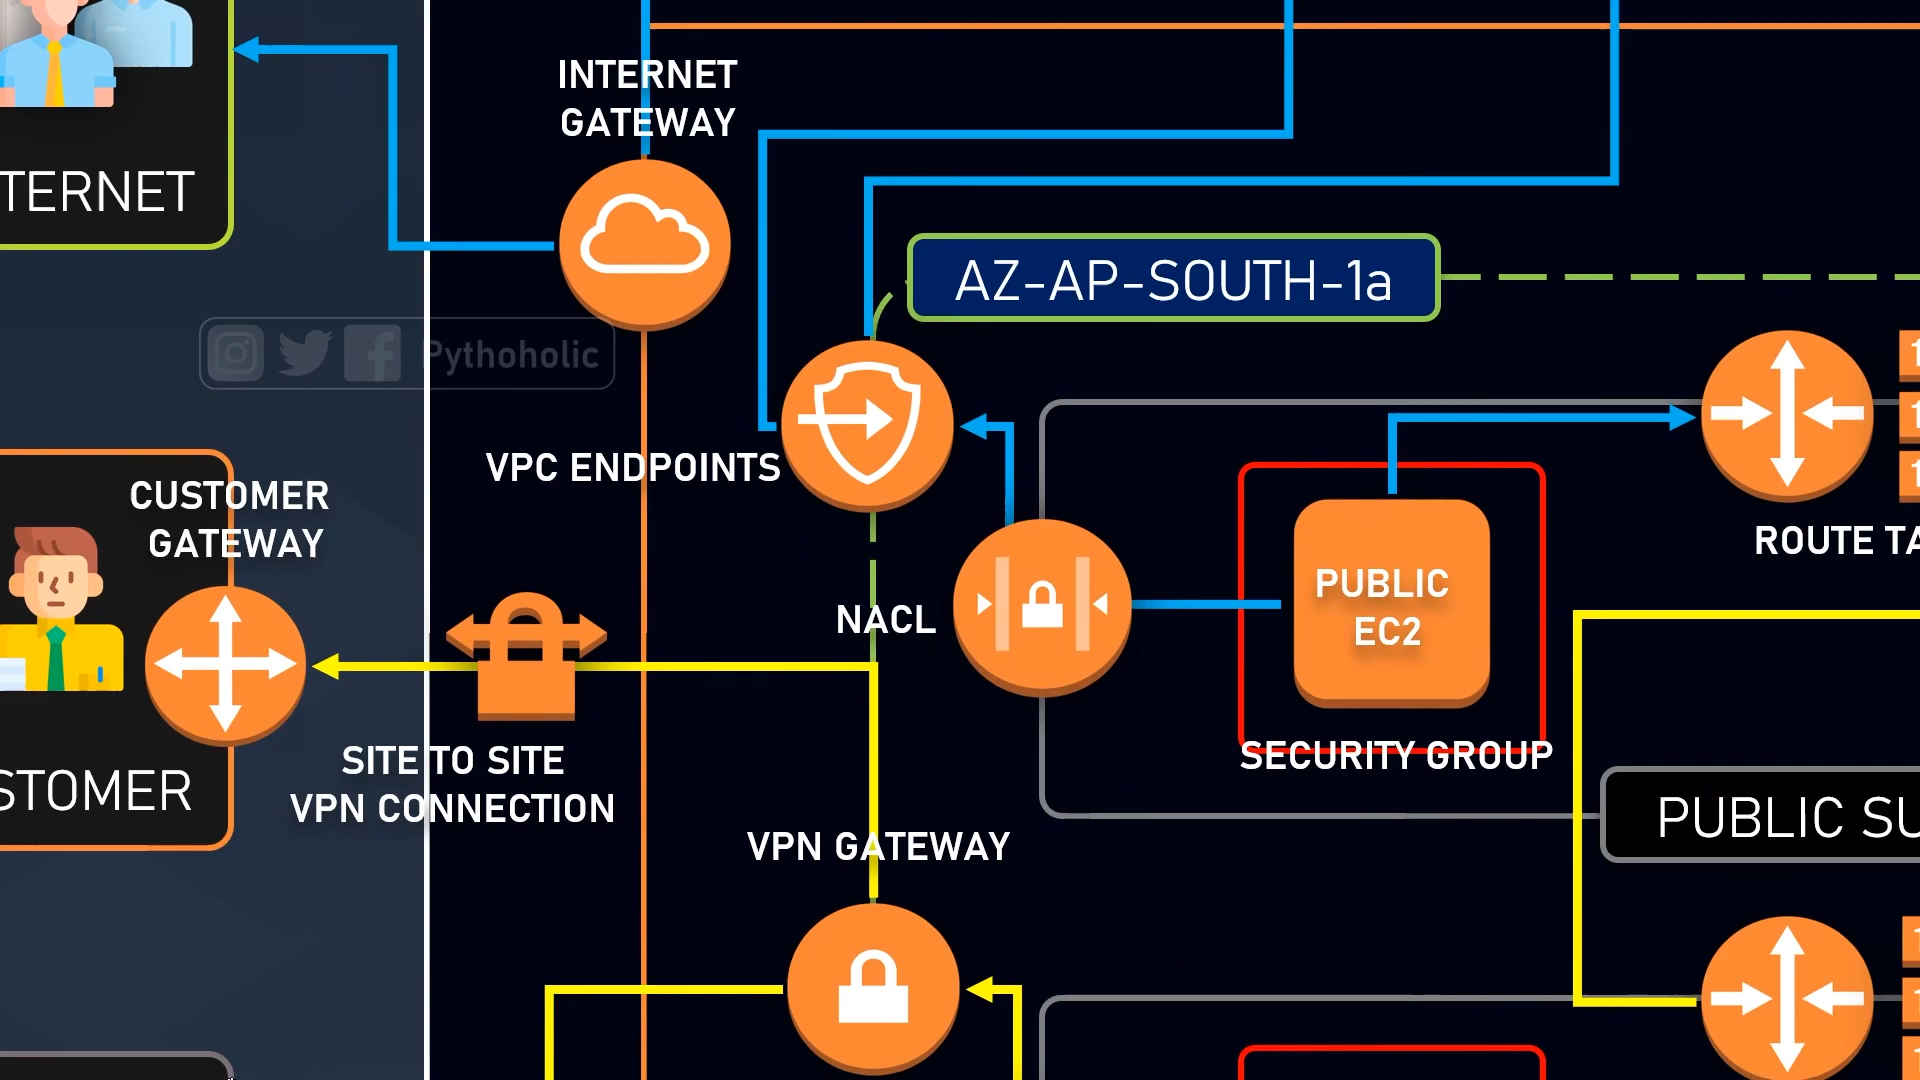 INTERNET
GATEWAY
TERNET
AZ-AP-SOUTH-1a
Pythoholic
VPC ENDPOINTS
CUSTOMER
GATEWAY
ROUTE TA
PUBLIC
EC2
NACL
SITE TO SITE
VPN CONNECTION
STOMER
SECURITY GROUP
PUBLIC SU
VPN GATEWAY